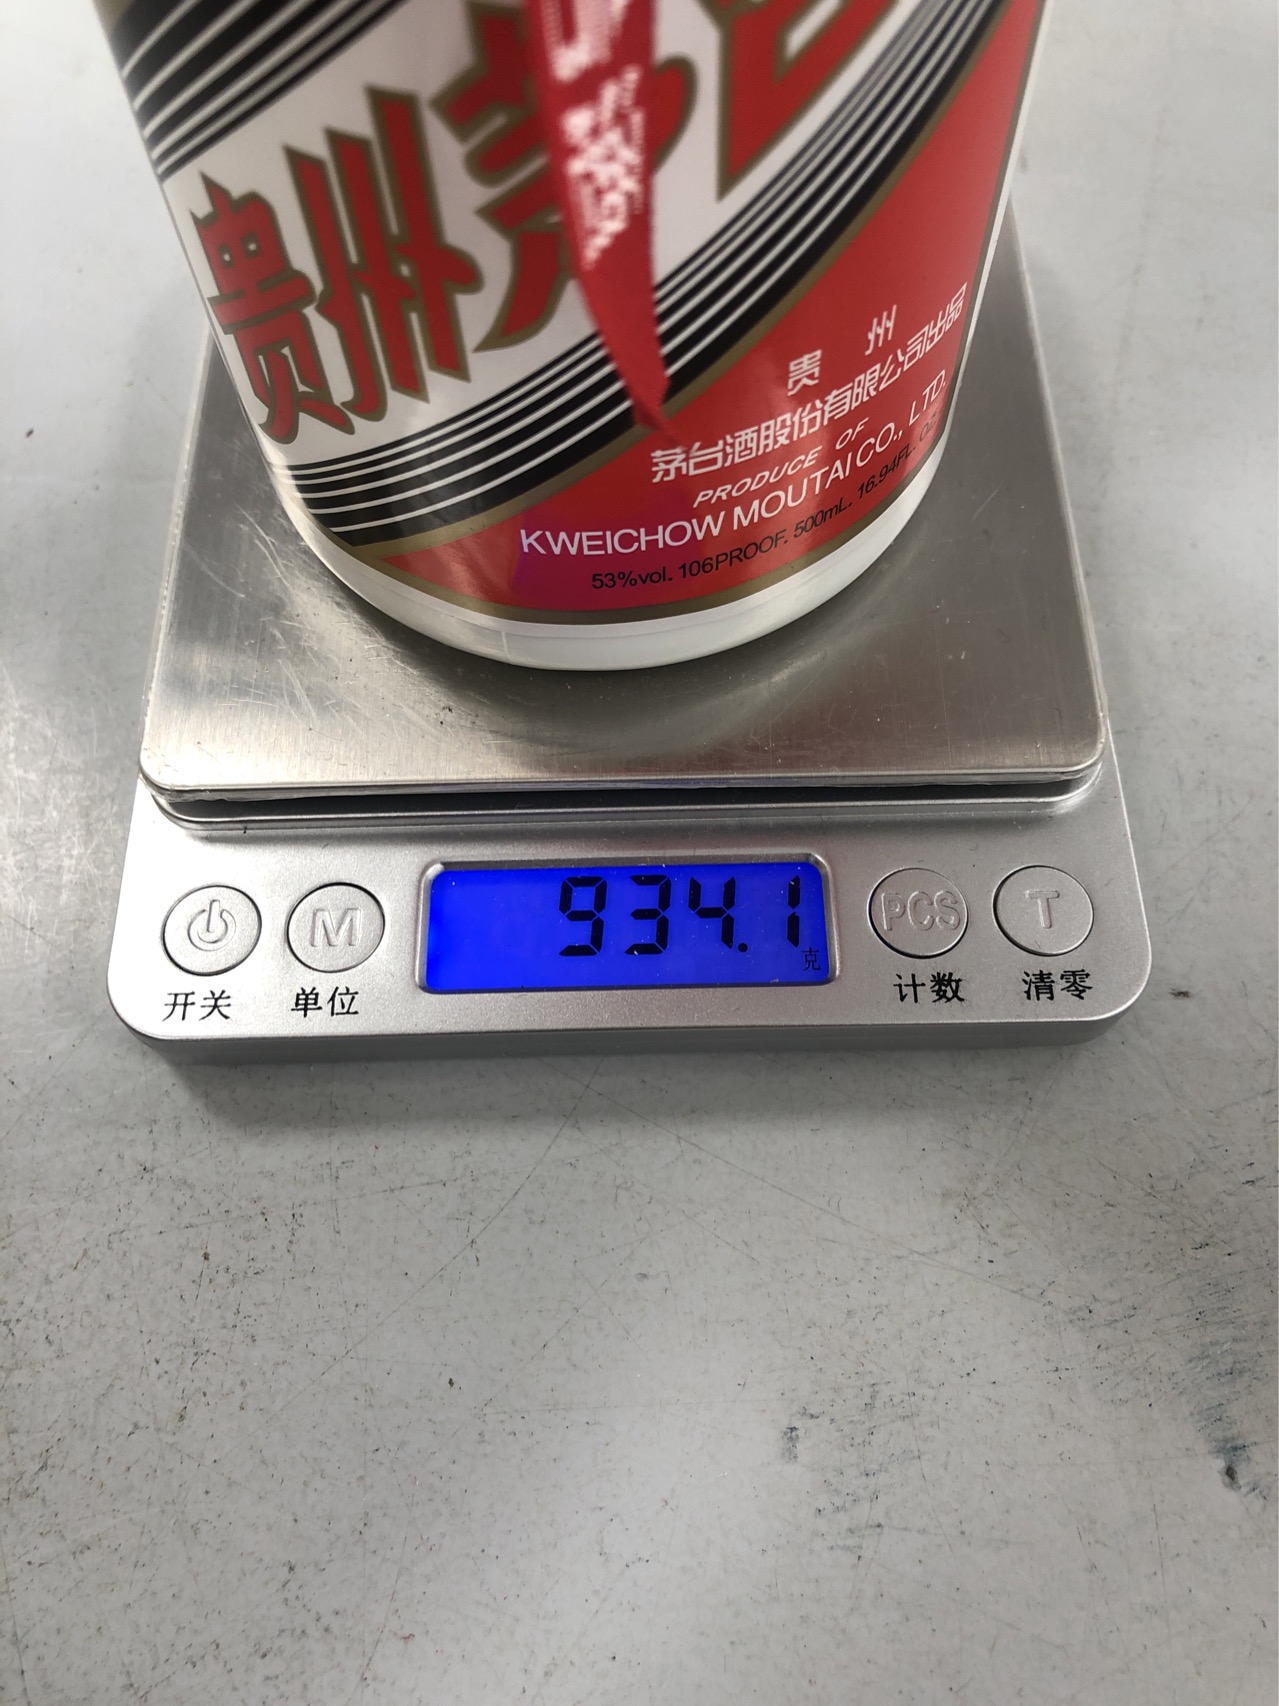 贵州茅
贵 州
茅台酒股份有限公司出品
PRODUCE OF
KWEICHOW MOUTAI CO., LTD.
53%vol. 106PROOF. 500mL. 16.94FL. OZ.
934.1
克
M
PCS
T
开关
单位
计数
清零